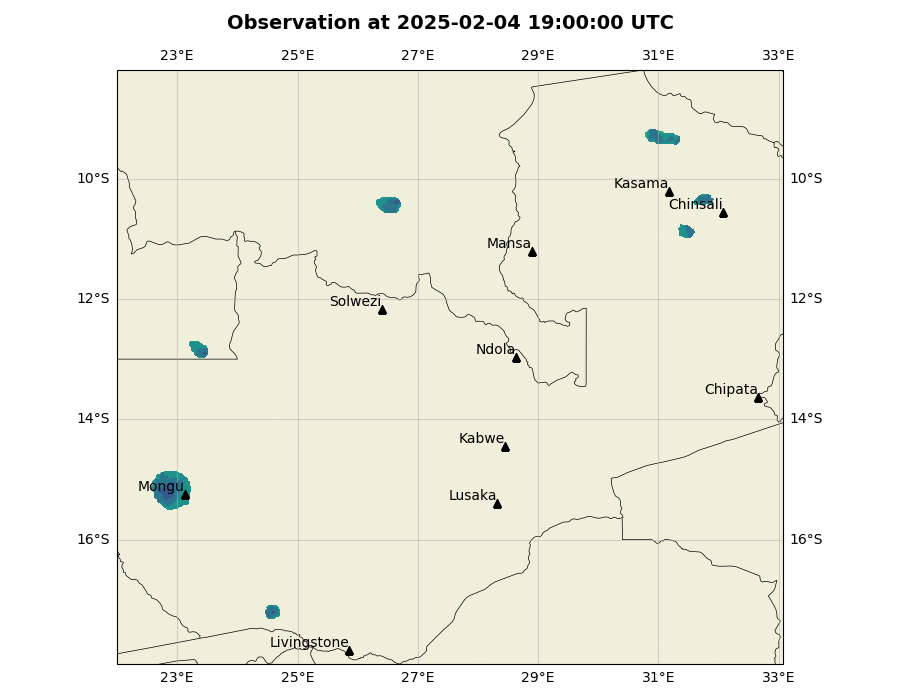 Observation at 2025-02-04 19:00:00 UTC
23°E 25°E 27°E 29°E 31°E 33°E
10°S 10°S
Kasama
Chinsali
Mansa
12°S 12°S
Solwezi
Ndola
Chipata
14°S 14°S
Kabwe
Mongu
Lusaka
16°S 16°S
Livingstone
23°E 25°E 27°E 29°E 31°E 33°E